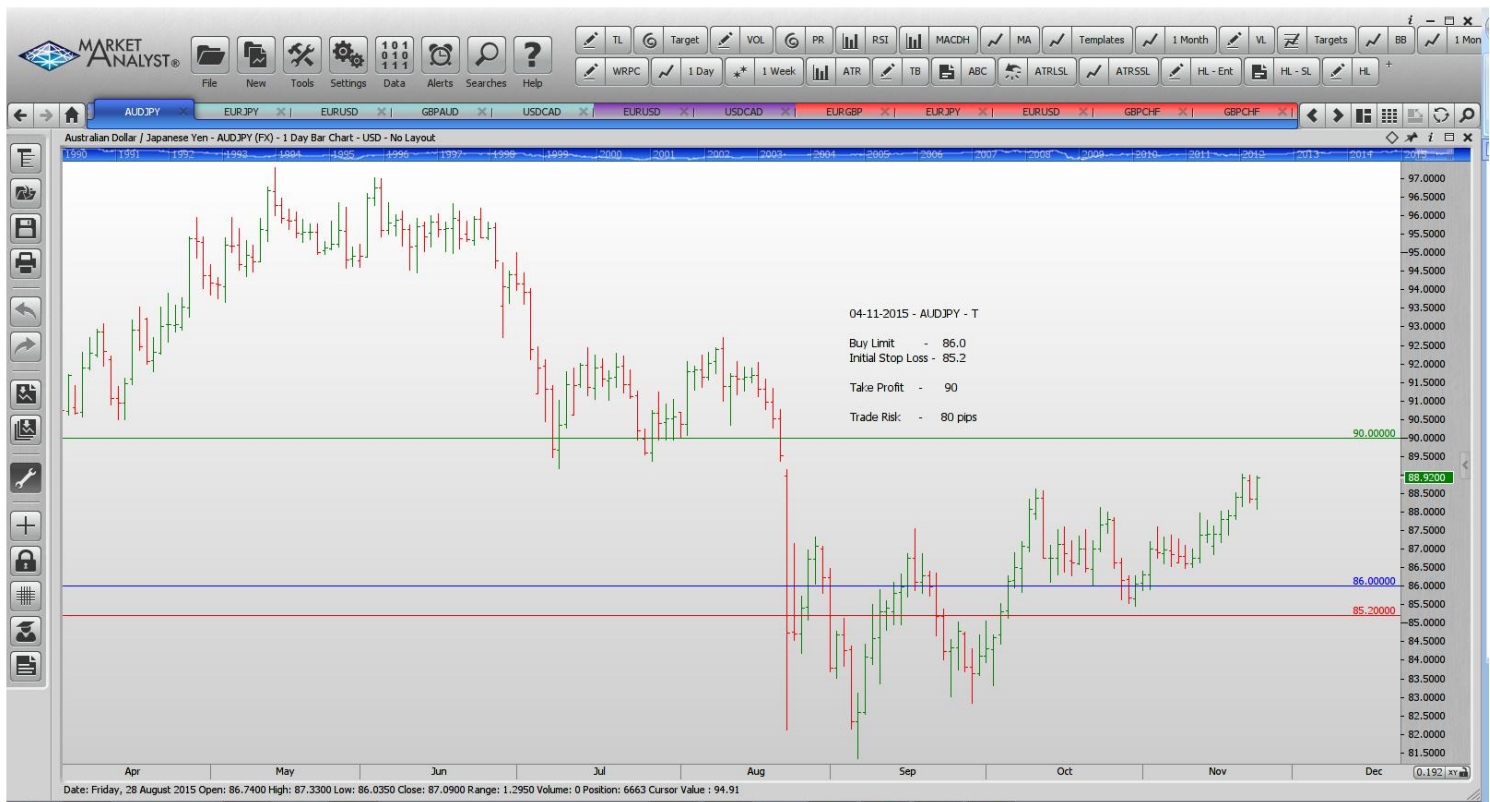 i
MARKET
ANALYST®
File New Tools Settings Data Alerts Searches Help
101
010
111
TL Target VOL PR RSI MACDH MA Templates 1 Month VL Targets BB 1 Mon
WRPC 1 Day 1 Week ATR TB ABC ATRLSL ATRSSL HL - Ent HL - SL HL +
AUDJPY EURJPY EURUSD GBPAUD USDCAD EURUSD USDCAD EURGBP EURJPY EURUSD GBPCHF GBPCHF
Australian Dollar / Japanese Yen - AUDJPY (FX) - 1 Day Bar Chart - USD - No Layout
1990 1991 1992 1993 1994 1995 1996 1997 1998 1999 2000 2001 2002 2003 2004 2005 2006 2007 2008 2009 2010 2011 2012 2013 2014 2015
97.0000
96.5000
96.0000
95.5000
95.0000
94.5000
94.0000
93.5000
93.0000
92.5000
92.0000
91.5000
91.0000
90.5000
90.0000
89.5000
88.9200
88.5000
88.0000
87.5000
87.0000
86.5000
86.0000
85.5000
85.0000
84.5000
84.0000
83.5000
83.0000
82.5000
82.0000
81.5000
04-11-2015 - AUDJPY - T
Buy Limit - 86.0
Initial Stop Loss - 85.2
Take Profit - 90
Trade Risk - 80 pips
90.00000
86.00000
85.20000
Apr May Jun Jul Aug Sep Oct Nov Dec
0.192 XY
Date: Friday, 28 August 2015 Open: 86.7400 High: 87.3300 Low: 86.0350 Close: 87.0900 Range: 1.2950 Volume: 0 Position: 6663 Cursor Value : 94.91